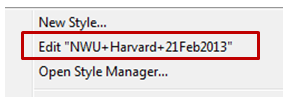 New Style...
Edit "NWU+Harvard+21Feb2013"
Open Style Manager...